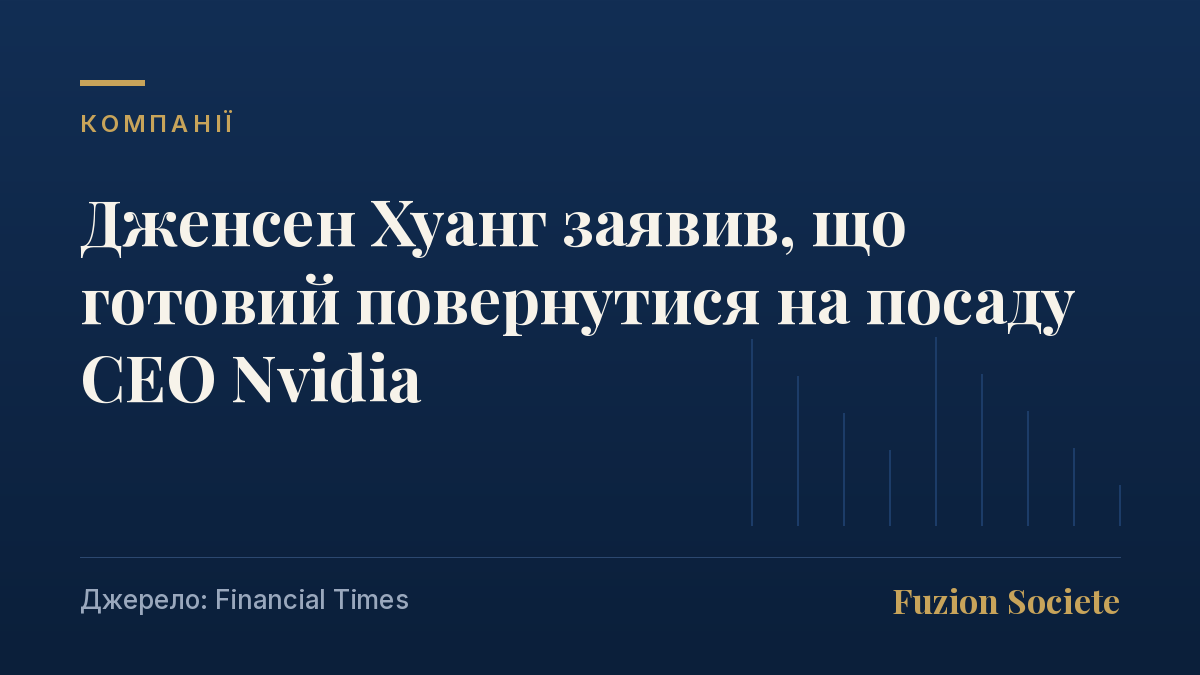 КОМПАНІЇ
Дженсен Хуанг заявив, що
готовий повернутися на посаду
CEO Nvidia
Джерело: Financial Times
Fuzion Societe